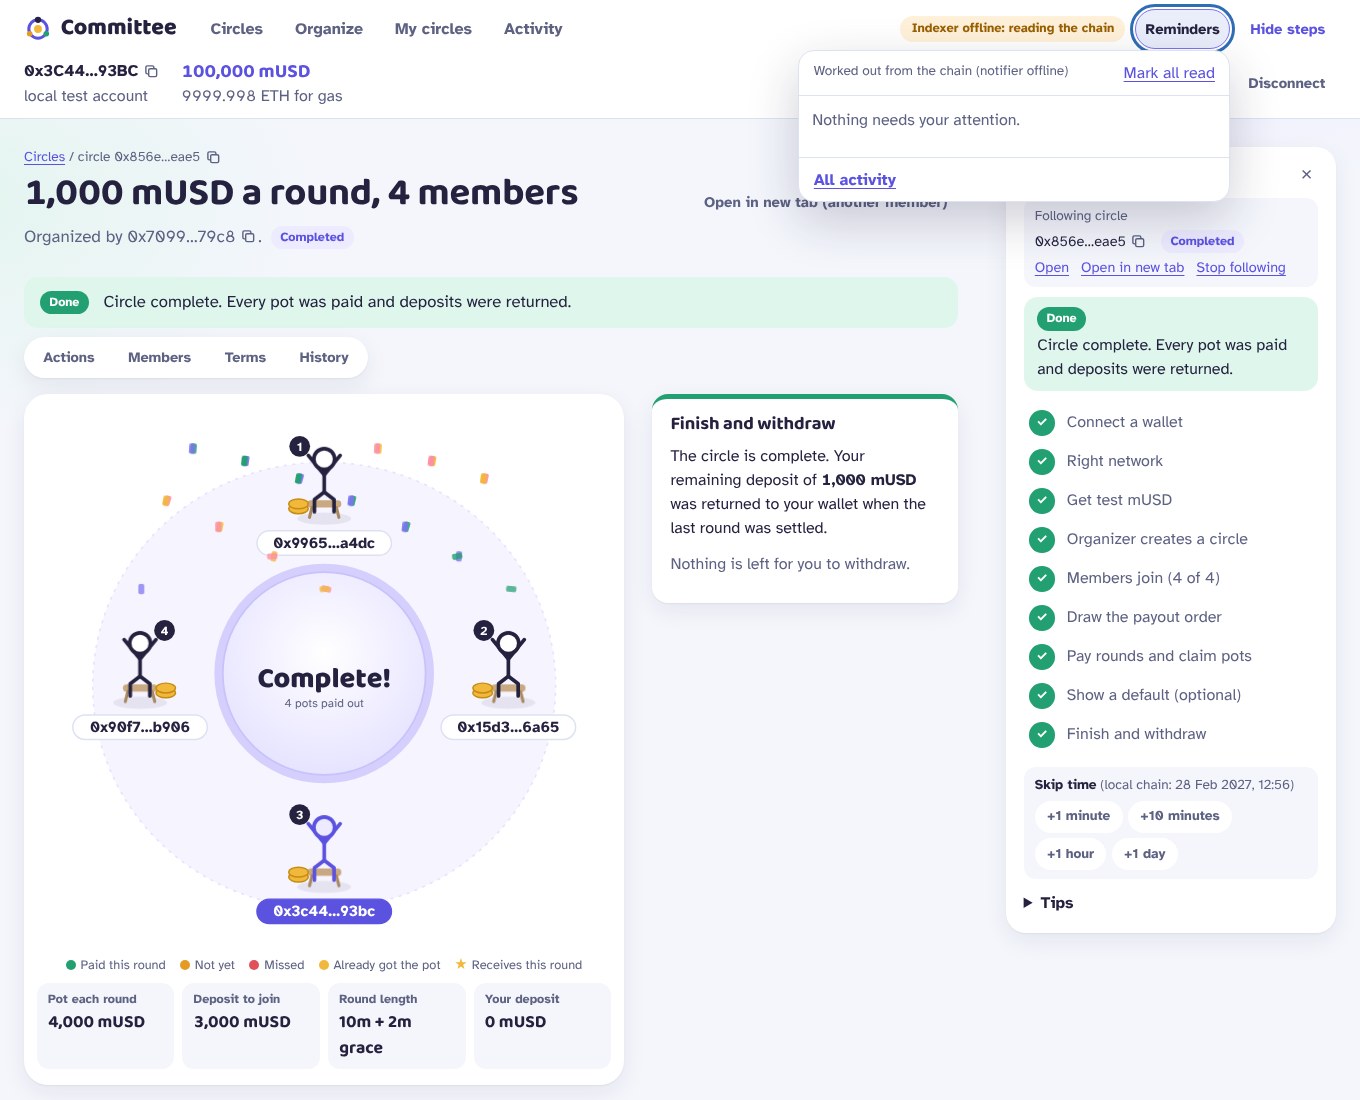 Committee
Circles
Organize
My circles
Activity
Indexer offline: reading the chain
Reminders
Hide steps
0x3C44…93BC
local test account
100,000 mUSD
9999.998 ETH for gas
Disconnect
Worked out from the chain (notifier offline)
Mark all read
Nothing needs your attention.
All activity
Circles / circle 0x856e…eae5
1,000 mUSD a round, 4 members
Open in new tab (another member)
Organized by 0x7099…79c8 .
Completed
Done
Circle complete. Every pot was paid and deposits were returned.
Actions
Members
Terms
History
1
0x9965…a4dc
4
0x90f7…b906
2
0x15d3…6a65
Complete!
4 pots paid out
3
0x3c44…93bc
Paid this round
Not yet
Missed
Already got the pot
Receives this round
Pot each round
4,000 mUSD
Deposit to join
3,000 mUSD
Round length
10m + 2m
grace
Your deposit
0 mUSD
Finish and withdraw
The circle is complete. Your
remaining deposit of 1,000 mUSD
was returned to your wallet when the
last round was settled.
Nothing is left for you to withdraw.
Following circle
0x856e…eae5
Completed
Open
Open in new tab
Stop following
Done
Circle complete. Every pot was paid
and deposits were returned.
Connect a wallet
Right network
Get test mUSD
Organizer creates a circle
Members join (4 of 4)
Draw the payout order
Pay rounds and claim pots
Show a default (optional)
Finish and withdraw
Skip time (local chain: 28 Feb 2027, 12:56)
+1 minute
+10 minutes
+1 hour
+1 day
Tips